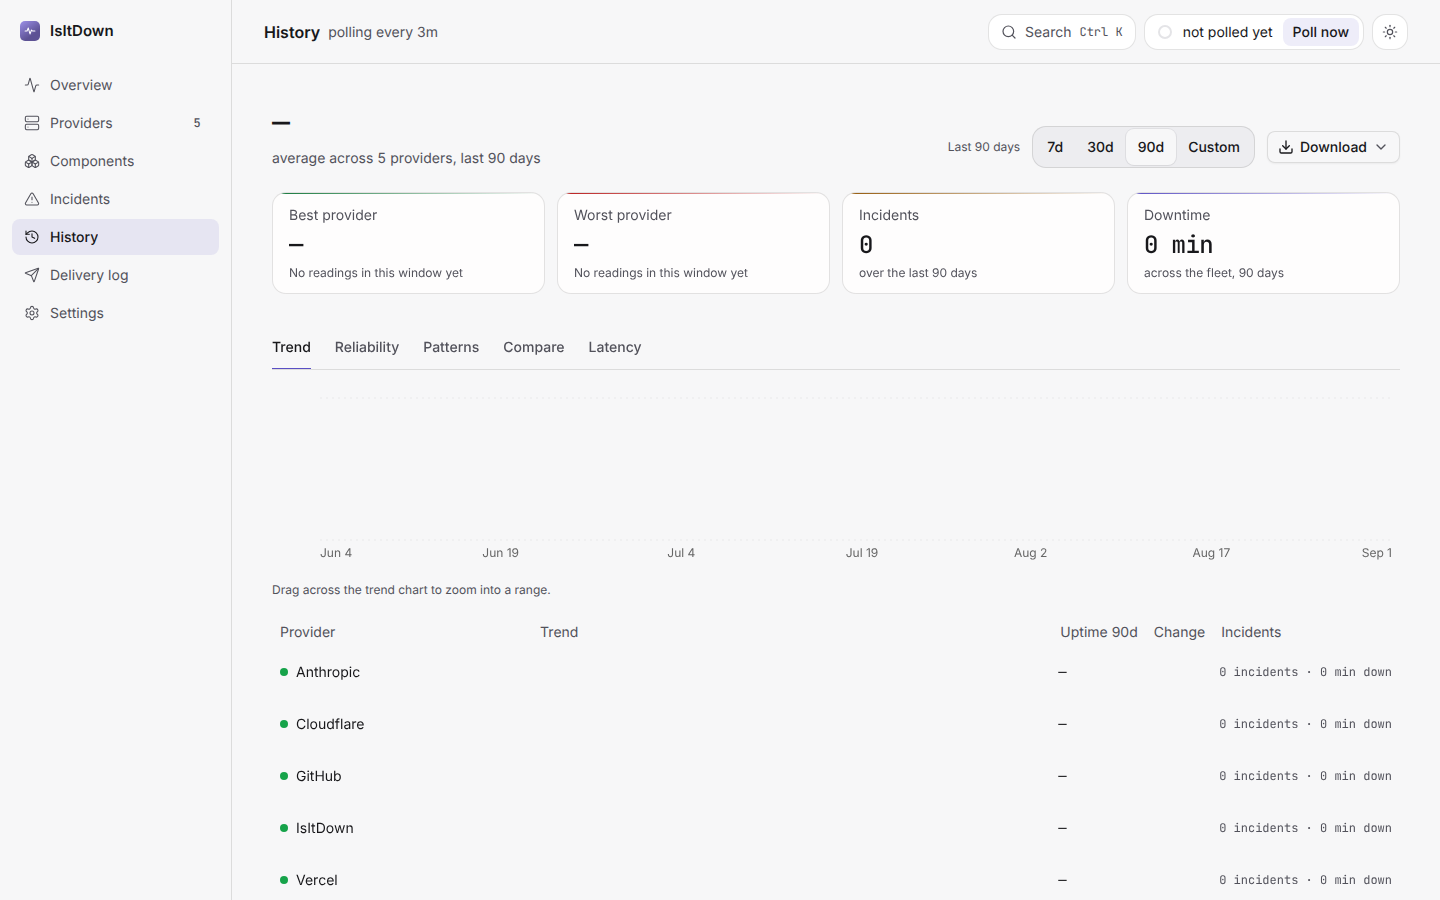 IsItDown
Overview
Providers 5
Components
Incidents
History
Delivery log
Settings
History polling every 3m
Search Ctrl K
not polled yet Poll now
—
average across 5 providers, last 90 days
Last 90 days 7d 30d 90d Custom Download
Best provider
—
No readings in this window yet
Worst provider
—
No readings in this window yet
Incidents
0
over the last 90 days
Downtime
0 min
across the fleet, 90 days
Trend Reliability Patterns Compare Latency
Jun 4 Jun 19 Jul 4 Jul 19 Aug 2 Aug 17 Sep 1
Drag across the trend chart to zoom into a range.
Provider Trend Uptime 90d Change Incidents
Anthropic — 0 incidents · 0 min down
Cloudflare — 0 incidents · 0 min down
GitHub — 0 incidents · 0 min down
IsItDown — 0 incidents · 0 min down
Vercel — 0 incidents · 0 min down